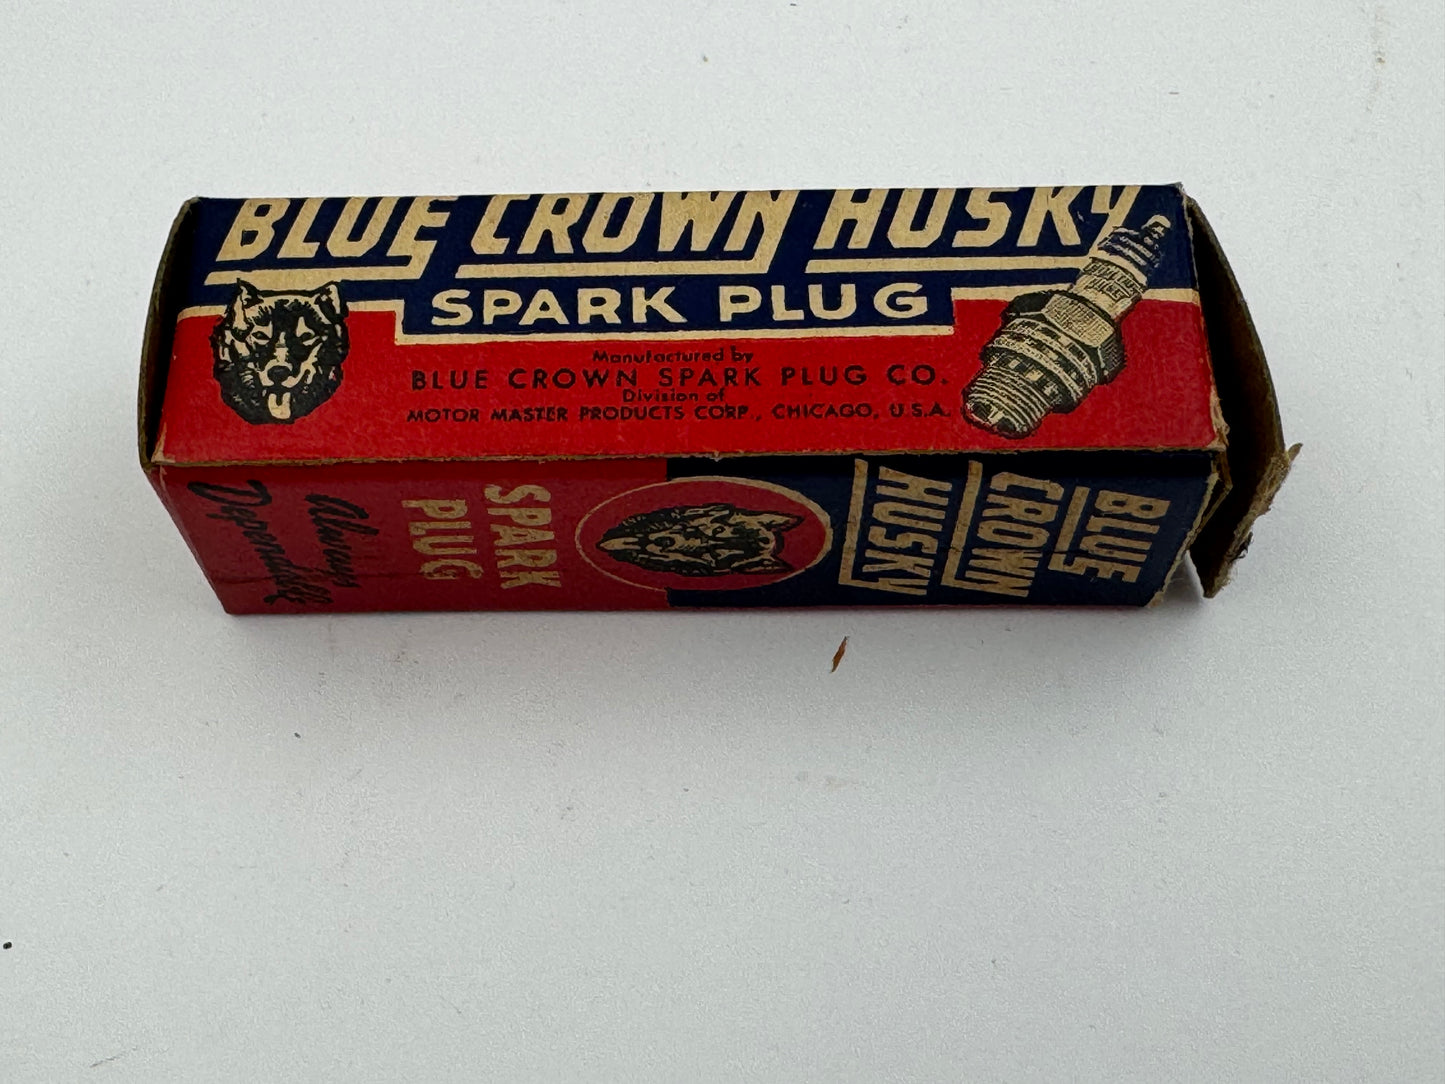 BLUE CROWN HUSKY
SPARK PLUG
Manufactured by
BLUE CROWN SPARK PLUG CO.
Division of
MOTOR MASTER PRODUCTS CORP., CHICAGO, U.S.A.
BLUE
CROWN
HUSKY
SPARK
PLUG
Always
Dependable